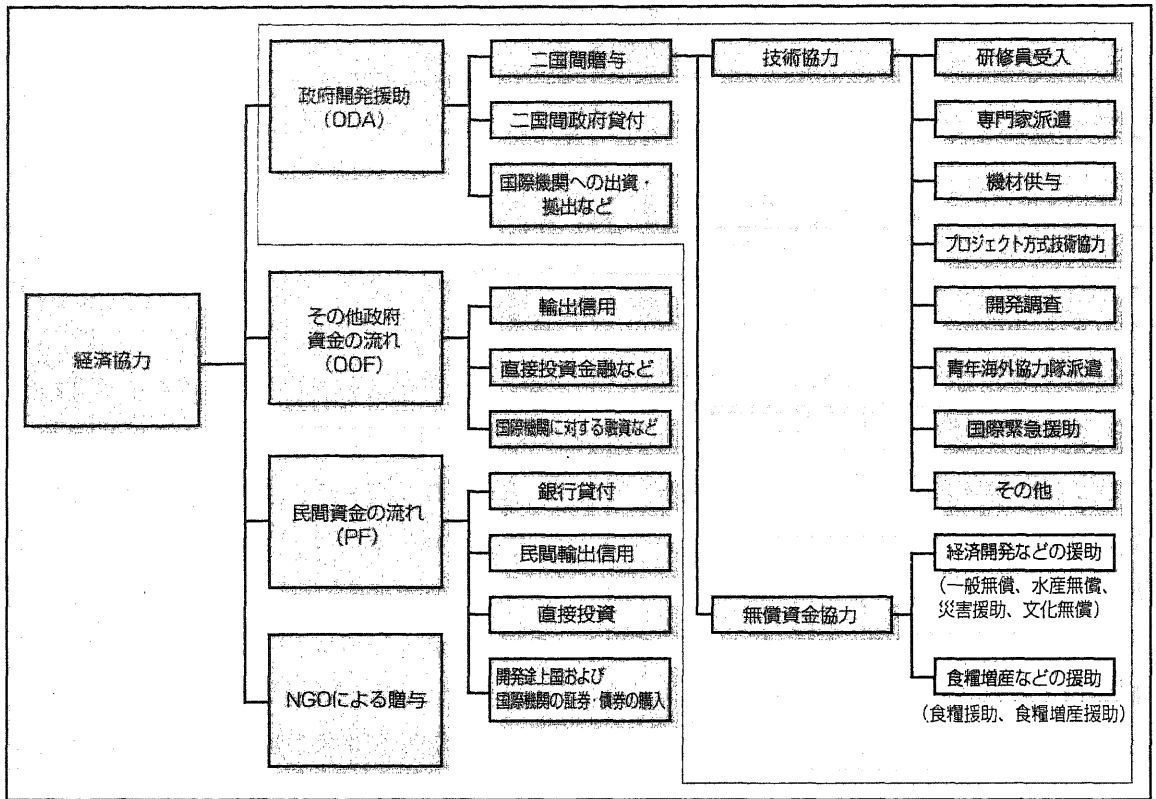 経済協力
政府開発援助
(ODA)
二国間贈与
二国間政府貸付
国際機関への出資・
拠出など
技術協力
研修員受入
専門家派遣
機材供与
プロジェクト方式技術協力
開発調査
青年海外協力隊派遣
国際緊急援助
その他
無償資金協力
経済開発などの援助
(一般無償、水産無償、
災害援助、文化無償)
食糧増産などの援助
(食糧援助、食糧増産援助)
その他政府
資金の流れ
(OOF)
輸出信用
直接投資金融など
国際機関に対する融資など
民間資金の流れ
(PF)
銀行貸付
民間輸出信用
直接投資
開発途上国および
国際機関の証券・債券の購入
NGOによる贈与